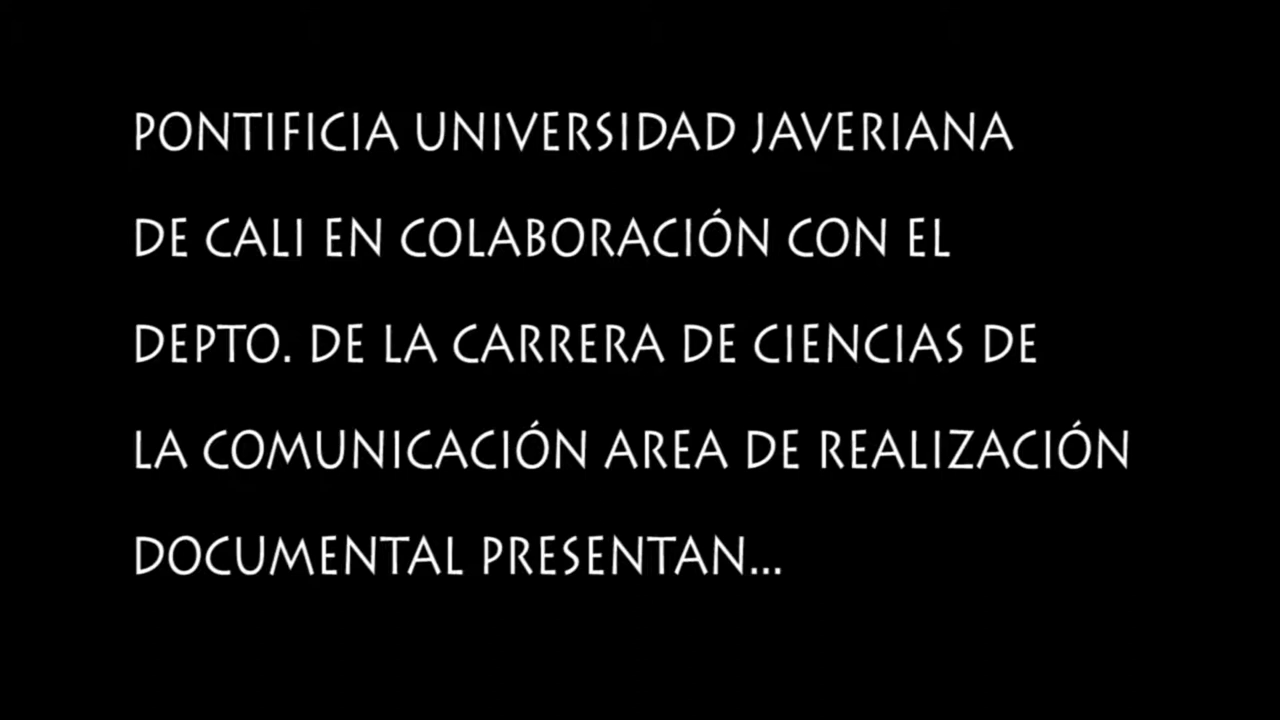 PONTIFICIA UNIVERSIDAD JAVERIANA
DE CALI EN COLABORACIÓN CON EL
DEPTO. DE LA CARRERA DE CIENCIAS DE
LA COMUNICACIÓN AREA DE REALIZACIÓN
DOCUMENTAL PRESENTAN...